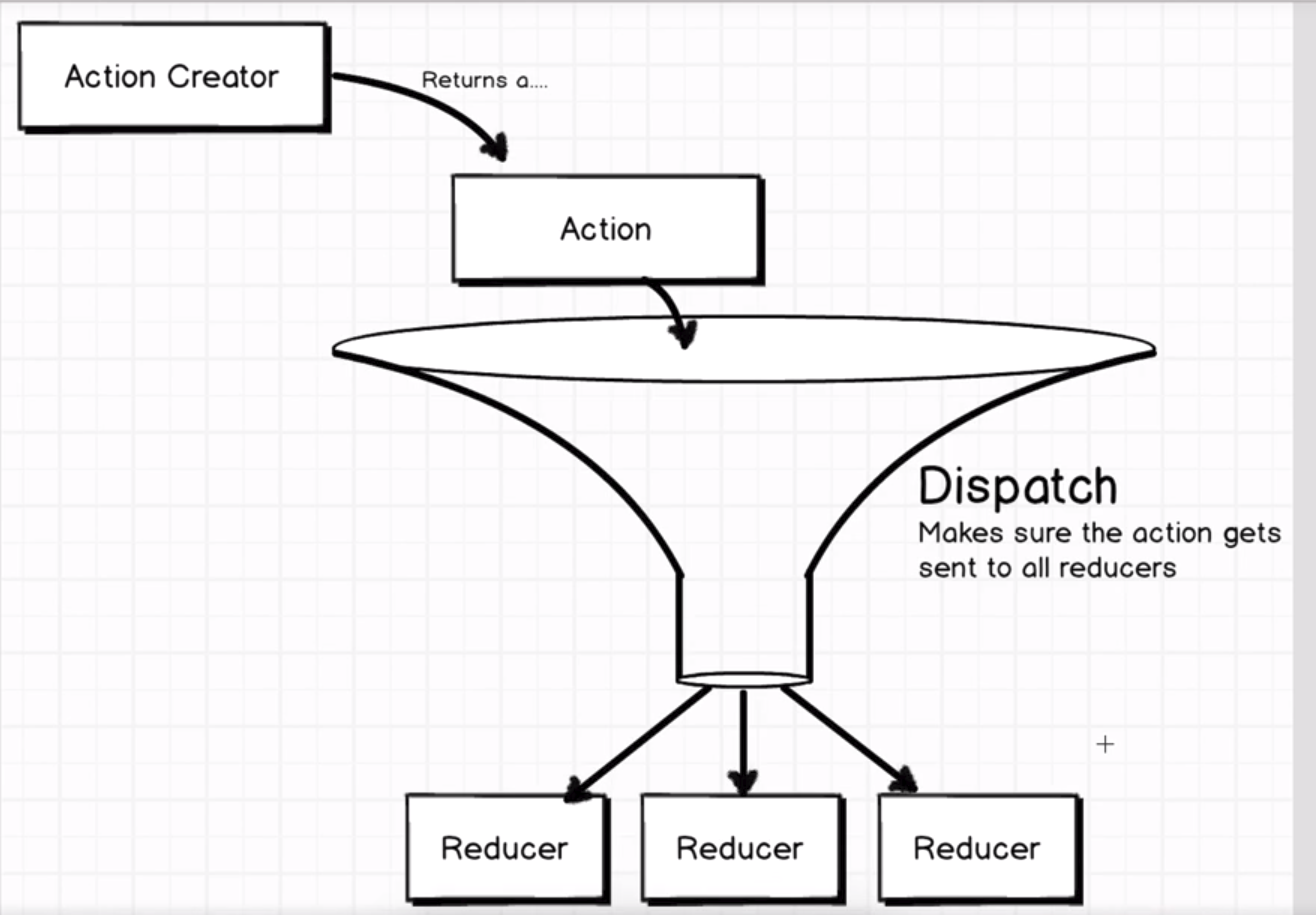 Action Creator
Returns a....
Action
Dispatch
Makes sure the action gets
sent to all reducers
Reducer
Reducer
Reducer